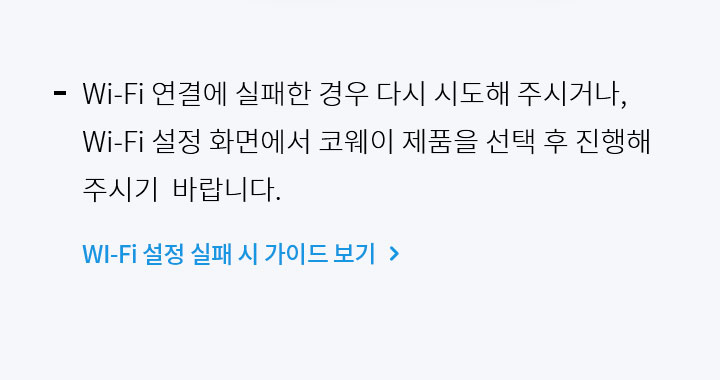 - Wi-Fi 연결에 실패한 경우 다시 시도해 주시거나,
Wi-Fi 설정 화면에서 코웨이 제품을 선택 후 진행해
주시기  바랍니다.
WI-Fi 설정 실패 시 가이드 보기 >